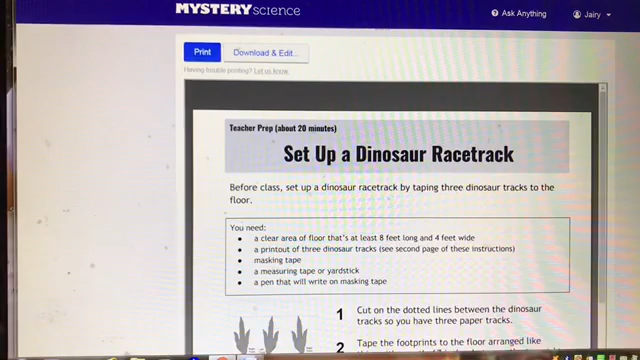 MYSTERY science
Ask Anything
Jairy
Print
Download & Edit...
Having trouble printing? Let us know.
Teacher Prep (about 20 minutes)
Set Up a Dinosaur Racetrack
Before class, set up a dinosaur racetrack by taping three dinosaur tracks to the
floor.
You need:
• a clear area of floor that's at least 8 feet long and 4 feet wide
• a printout of three dinosaur tracks (see second page of these instructions)
• masking tape
• a measuring tape or yardstick
• a pen that will write on masking tape
1 Cut on the dotted lines between the dinosaur
tracks so you have three paper tracks.
2 Tape the footprints to the floor arranged like